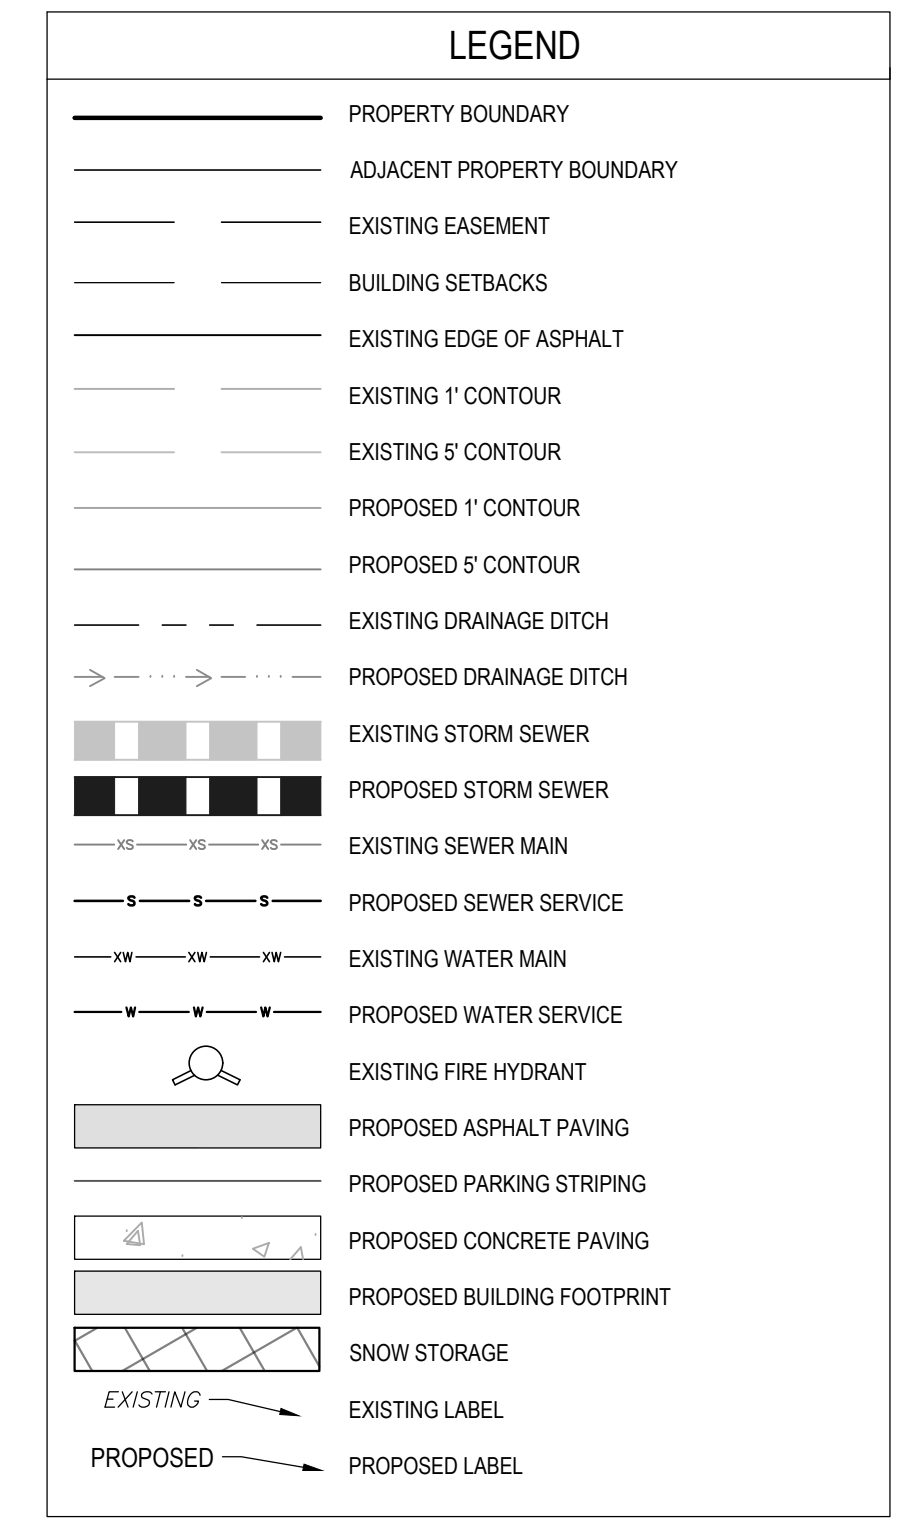 LEGEND
PROPERTY BOUNDARY
ADJACENT PROPERTY BOUNDARY
EXISTING EASEMENT
BUILDING SETBACKS
EXISTING EDGE OF ASPHALT
EXISTING 1' CONTOUR
EXISTING 5' CONTOUR
PROPOSED 1' CONTOUR
PROPOSED 5' CONTOUR
EXISTING DRAINAGE DITCH
PROPOSED DRAINAGE DITCH
EXISTING STORM SEWER
PROPOSED STORM SEWER
XS XS XS EXISTING SEWER MAIN
S S S PROPOSED SEWER SERVICE
XW XW XW EXISTING WATER MAIN
W W W PROPOSED WATER SERVICE
EXISTING FIRE HYDRANT
PROPOSED ASPHALT PAVING
PROPOSED PARKING STRIPING
PROPOSED CONCRETE PAVING
PROPOSED BUILDING FOOTPRINT
SNOW STORAGE
EXISTING EXISTING LABEL
PROPOSED PROPOSED LABEL